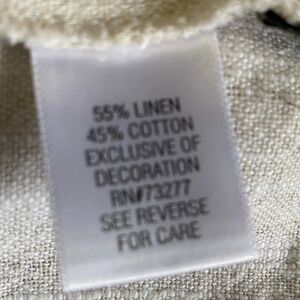 55% LINEN
45% COTTON
EXCLUSIVE OF
DECORATION
RN#73277
SEE REVERSE
FOR CARE